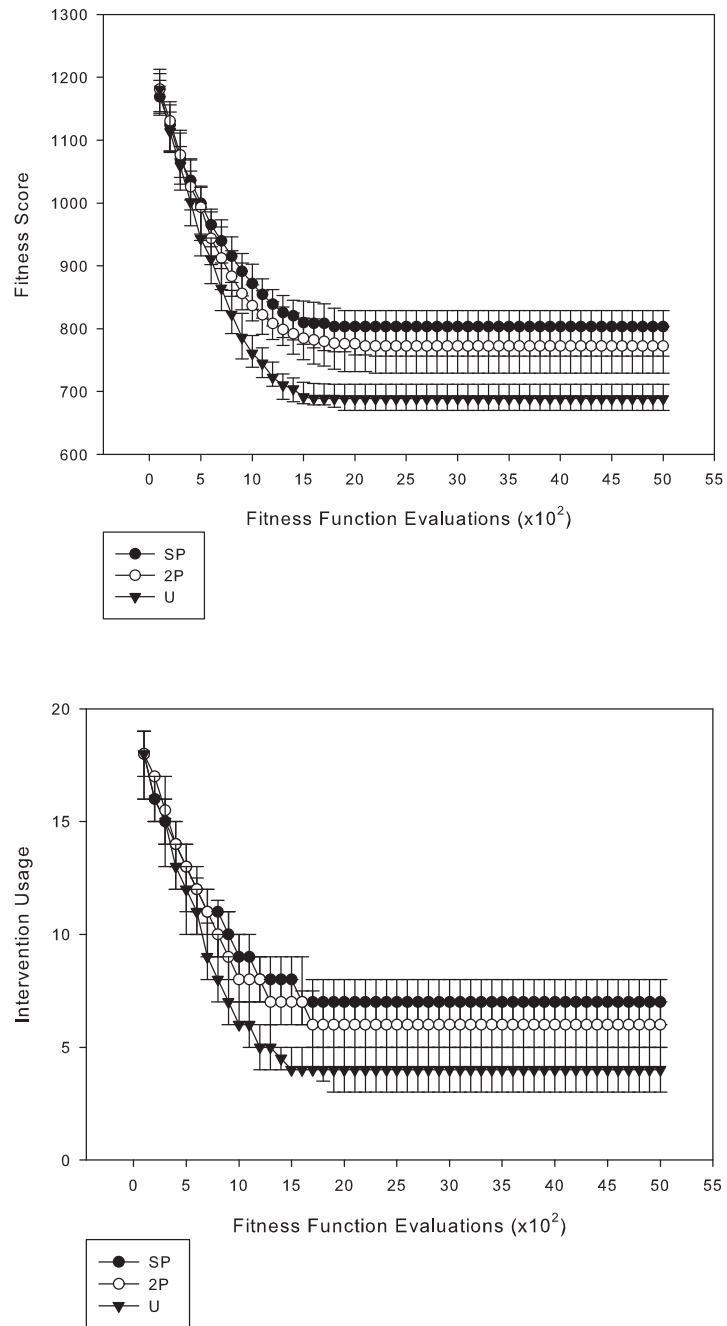 1300
1200
1100
1000
900
800
700
600
Fitness Score
0 5 10 15 20 25 30 35 40 45 50 55
Fitness Function Evaluations (x10²)
SP
2P
U
20
15
10
5
0
Intervention Usage
0 5 10 15 20 25 30 35 40 45 50 55
Fitness Function Evaluations (x10²)
SP
2P
U